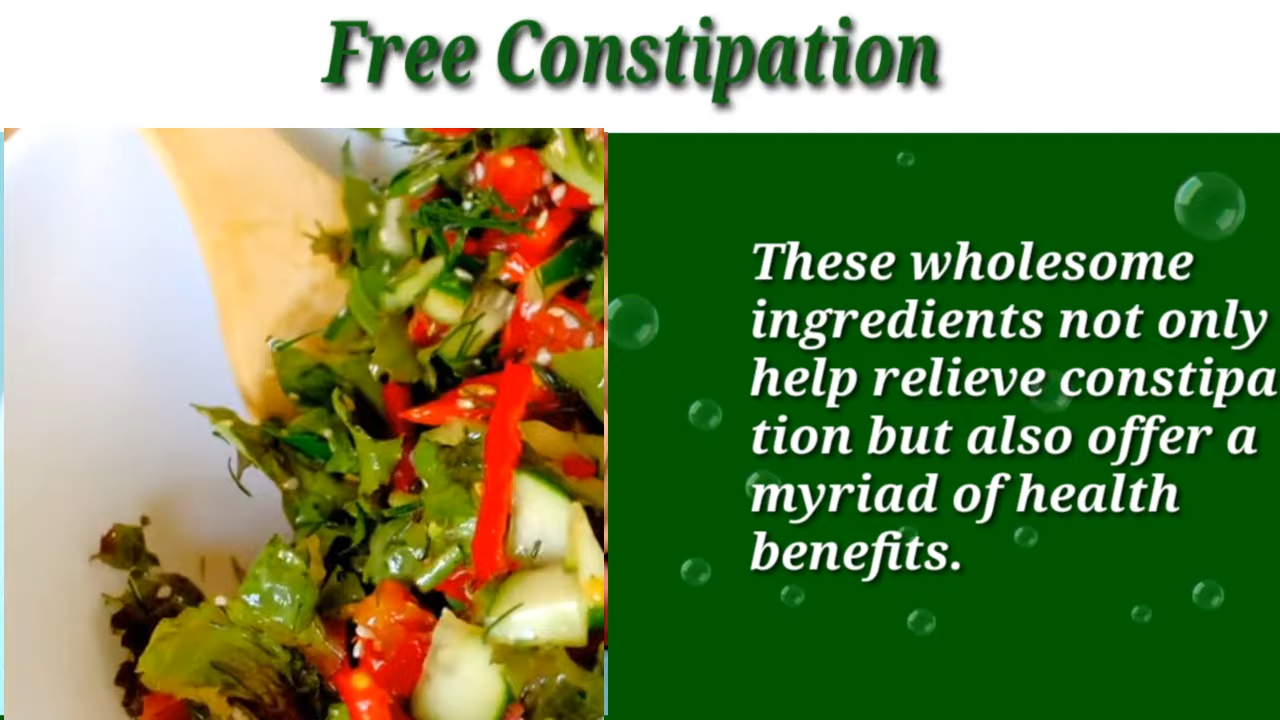 Free Constipation
These wholesome
ingredients not only
help relieve constipa
tion but also offer a
myriad of health
benefits.